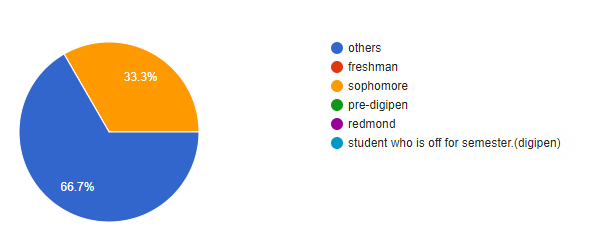 33.3%
66.7%
others
freshman
sophomore
pre-digipen
redmond
student who is off for semester.(digipen)